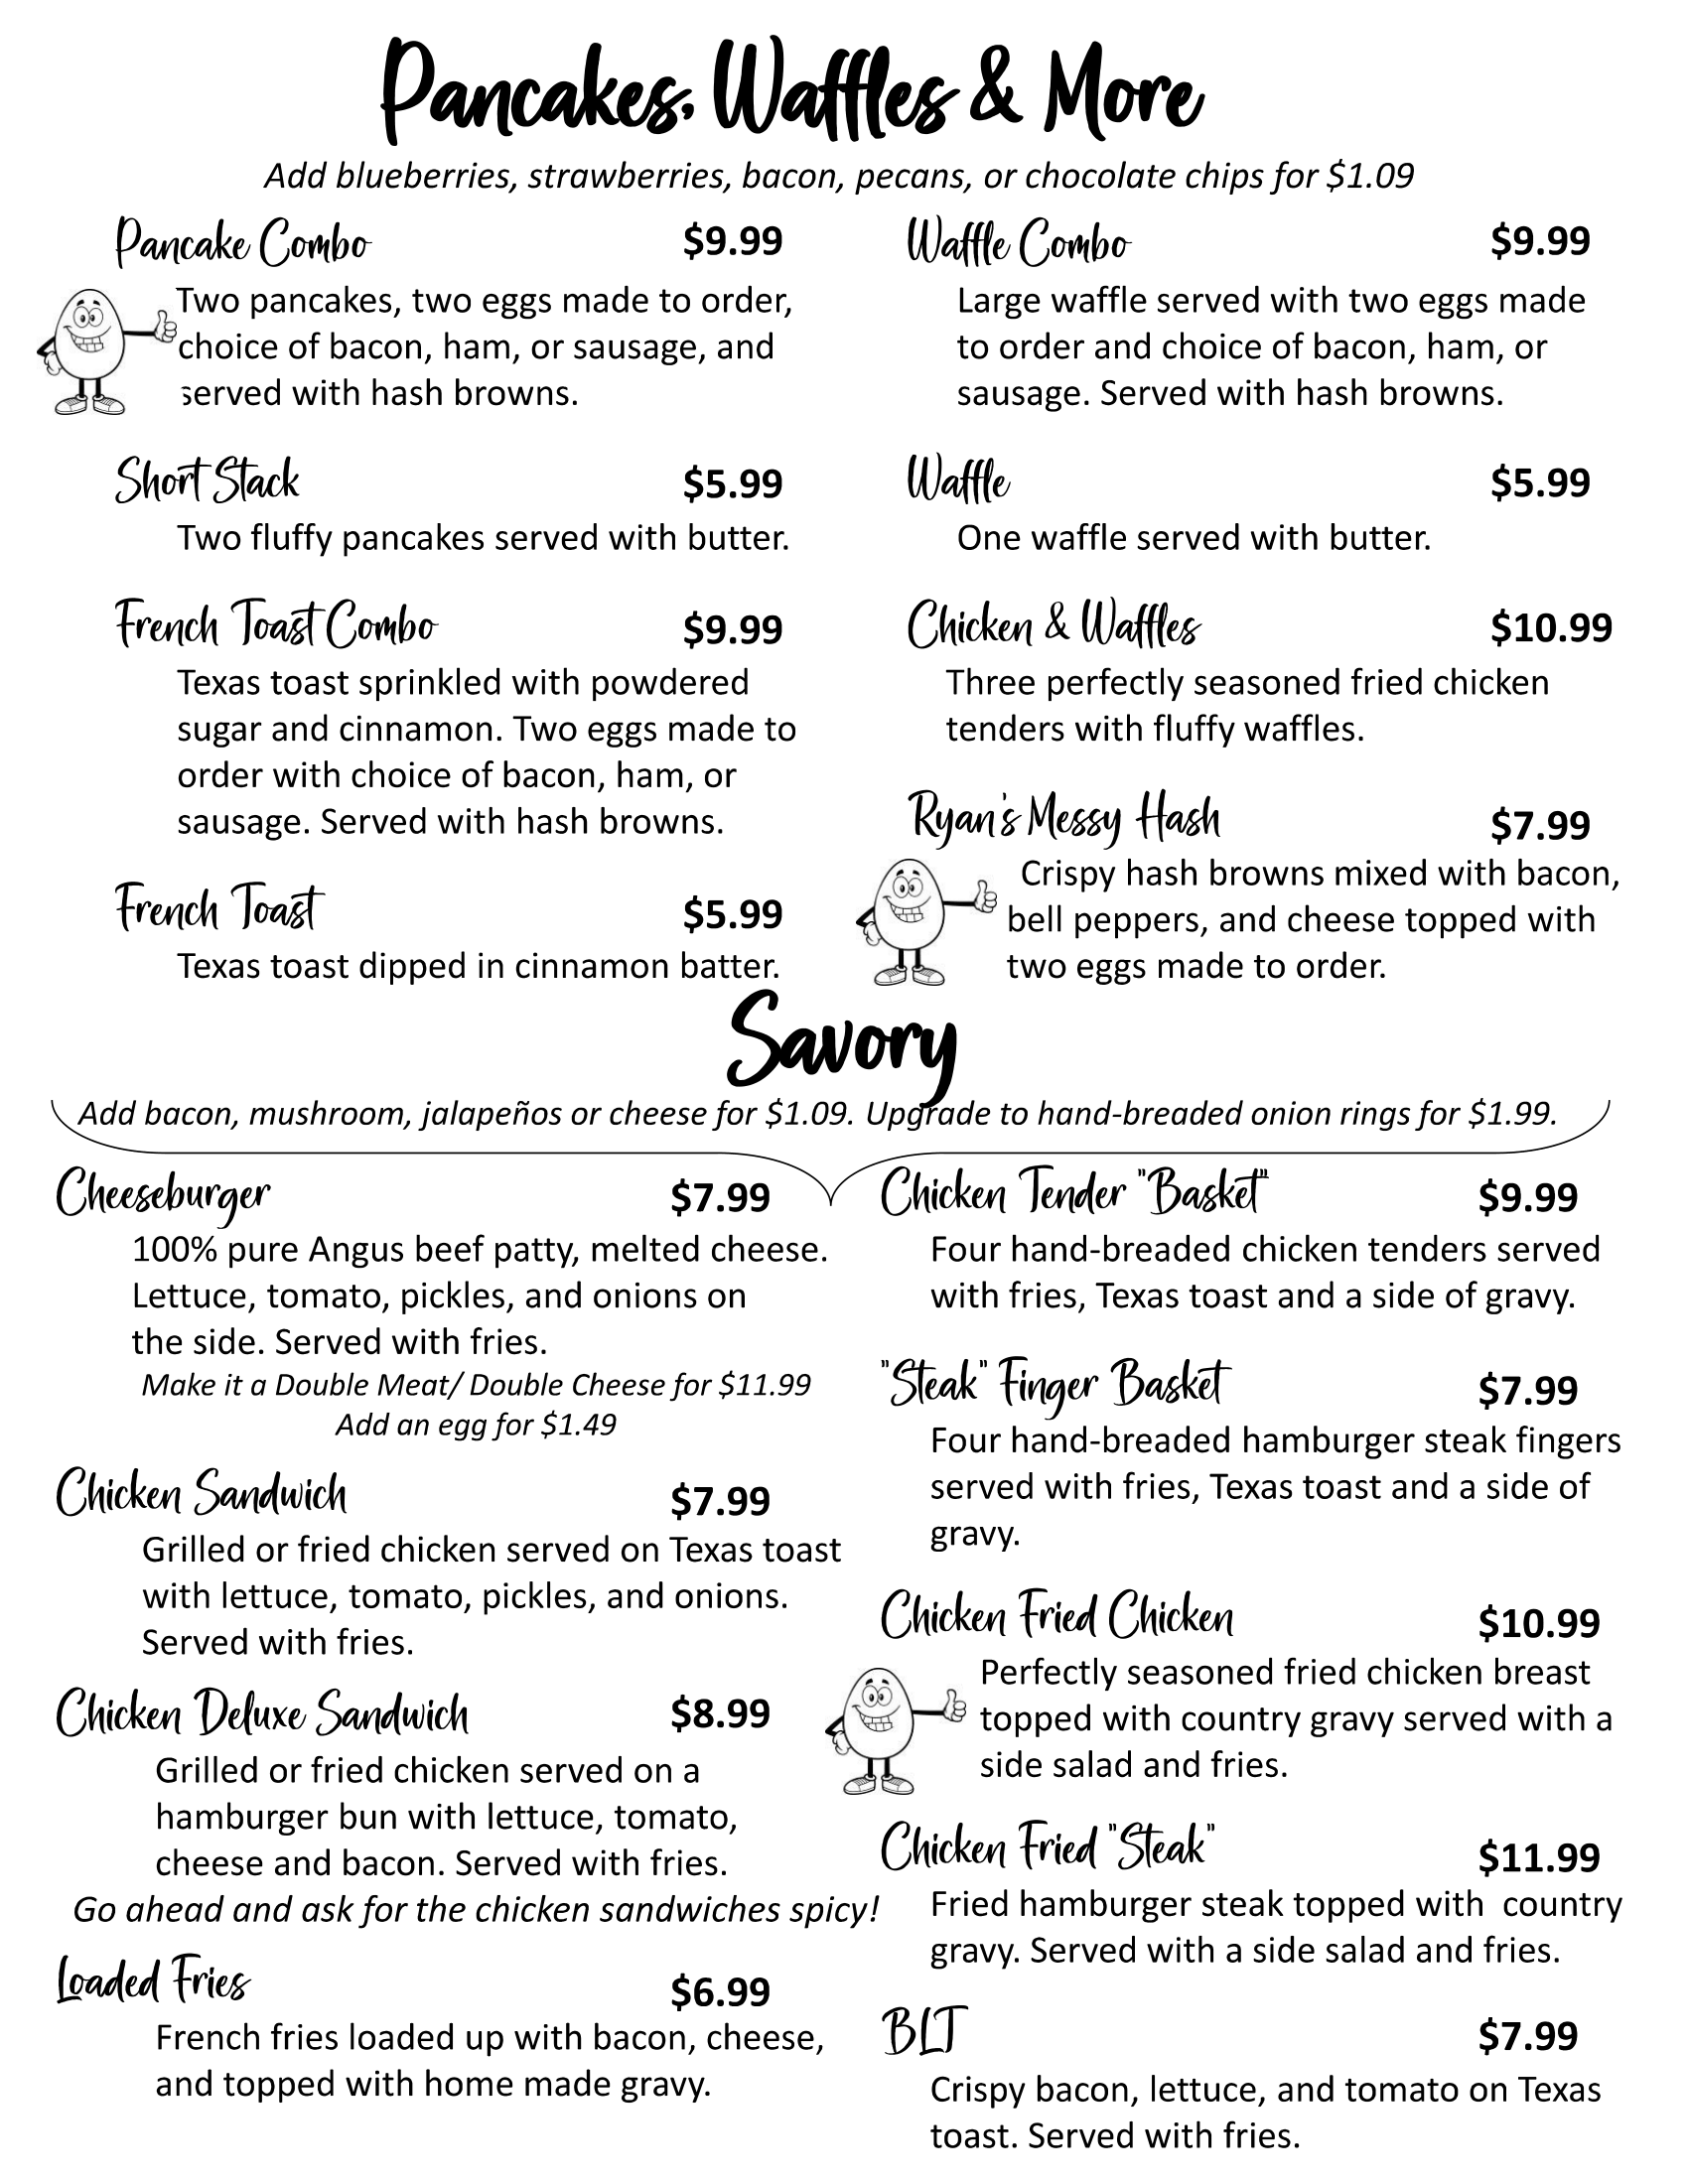 Pancakes, Waffles & More
Add blueberries, strawberries, bacon, pecans, or chocolate chips for $1.09
Pancake Combo $9.99
Two pancakes, two eggs made to order,
choice of bacon, ham, or sausage, and
served with hash browns.
Short Stack $5.99
Two fluffy pancakes served with butter.
French Toast Combo $9.99
Texas toast sprinkled with powdered
sugar and cinnamon. Two eggs made to
order with choice of bacon, ham, or
sausage. Served with hash browns.
French Toast $5.99
Texas toast dipped in cinnamon batter.
Waffle Combo $9.99
Large waffle served with two eggs made
to order and choice of bacon, ham, or
sausage. Served with hash browns.
Waffle $5.99
One waffle served with butter.
Chicken & Waffles $10.99
Three perfectly seasoned fried chicken
tenders with fluffy waffles.
Ryan's Messy Hash $7.99
Crispy hash browns mixed with bacon,
bell peppers, and cheese topped with
two eggs made to order.
Savory
Add bacon, mushroom, jalapeños or cheese for $1.09. Upgrade to hand-breaded onion rings for $1.99.
Cheeseburger $7.99
100% pure Angus beef patty, melted cheese.
Lettuce, tomato, pickles, and onions on
the side. Served with fries.
Make it a Double Meat/ Double Cheese for $11.99
Add an egg for $1.49
Chicken Sandwich $7.99
Grilled or fried chicken served on Texas toast
with lettuce, tomato, pickles, and onions.
Served with fries.
Chicken Deluxe Sandwich $8.99
Grilled or fried chicken served on a
hamburger bun with lettuce, tomato,
cheese and bacon. Served with fries.
Go ahead and ask for the chicken sandwiches spicy!
Loaded Fries $6.99
French fries loaded up with bacon, cheese,
and topped with home made gravy.
Chicken Tender "Basket" $9.99
Four hand-breaded chicken tenders served
with fries, Texas toast and a side of gravy.
"Steak" Finger Basket $7.99
Four hand-breaded hamburger steak fingers
served with fries, Texas toast and a side of
gravy.
Chicken Fried Chicken $10.99
Perfectly seasoned fried chicken breast
topped with country gravy served with a
side salad and fries.
Chicken Fried "Steak" $11.99
Fried hamburger steak topped with country
gravy. Served with a side salad and fries.
BLT $7.99
Crispy bacon, lettuce, and tomato on Texas
toast. Served with fries.